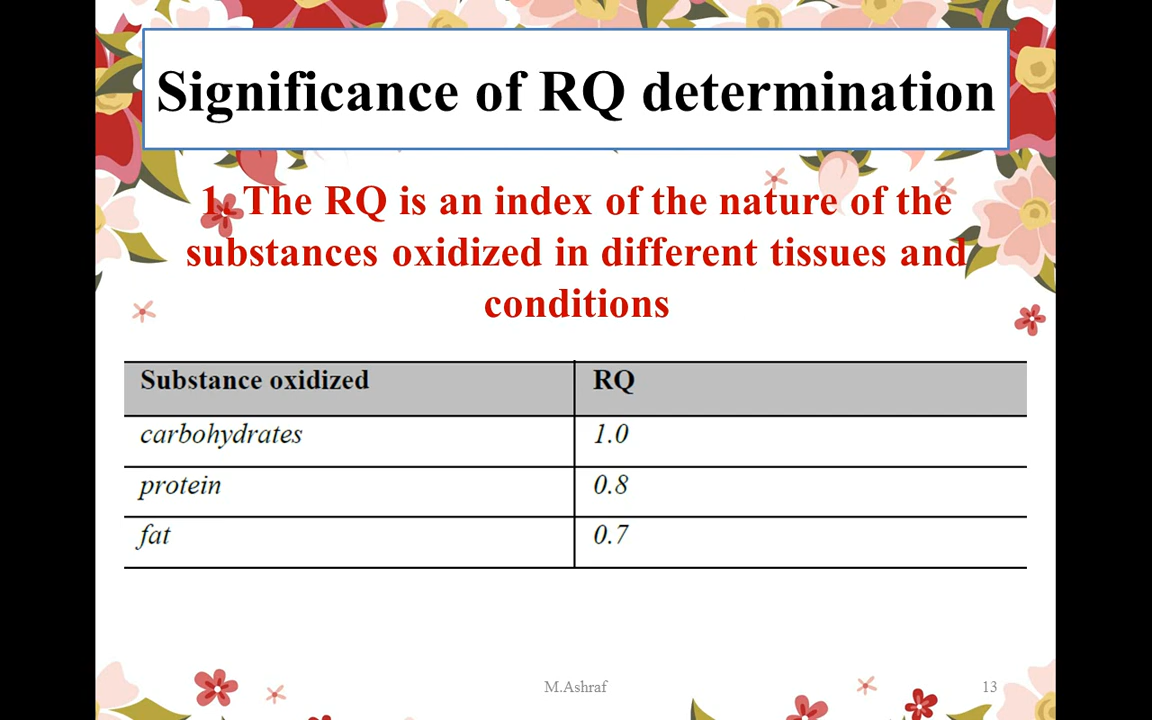 Significance of RQ determination
1. The RQ is an index of the nature of the
substances oxidized in different tissues and
conditions
Substance oxidized RQ
carbohydrates 1.0
protein 0.8
fat 0.7
M.Ashraf 13